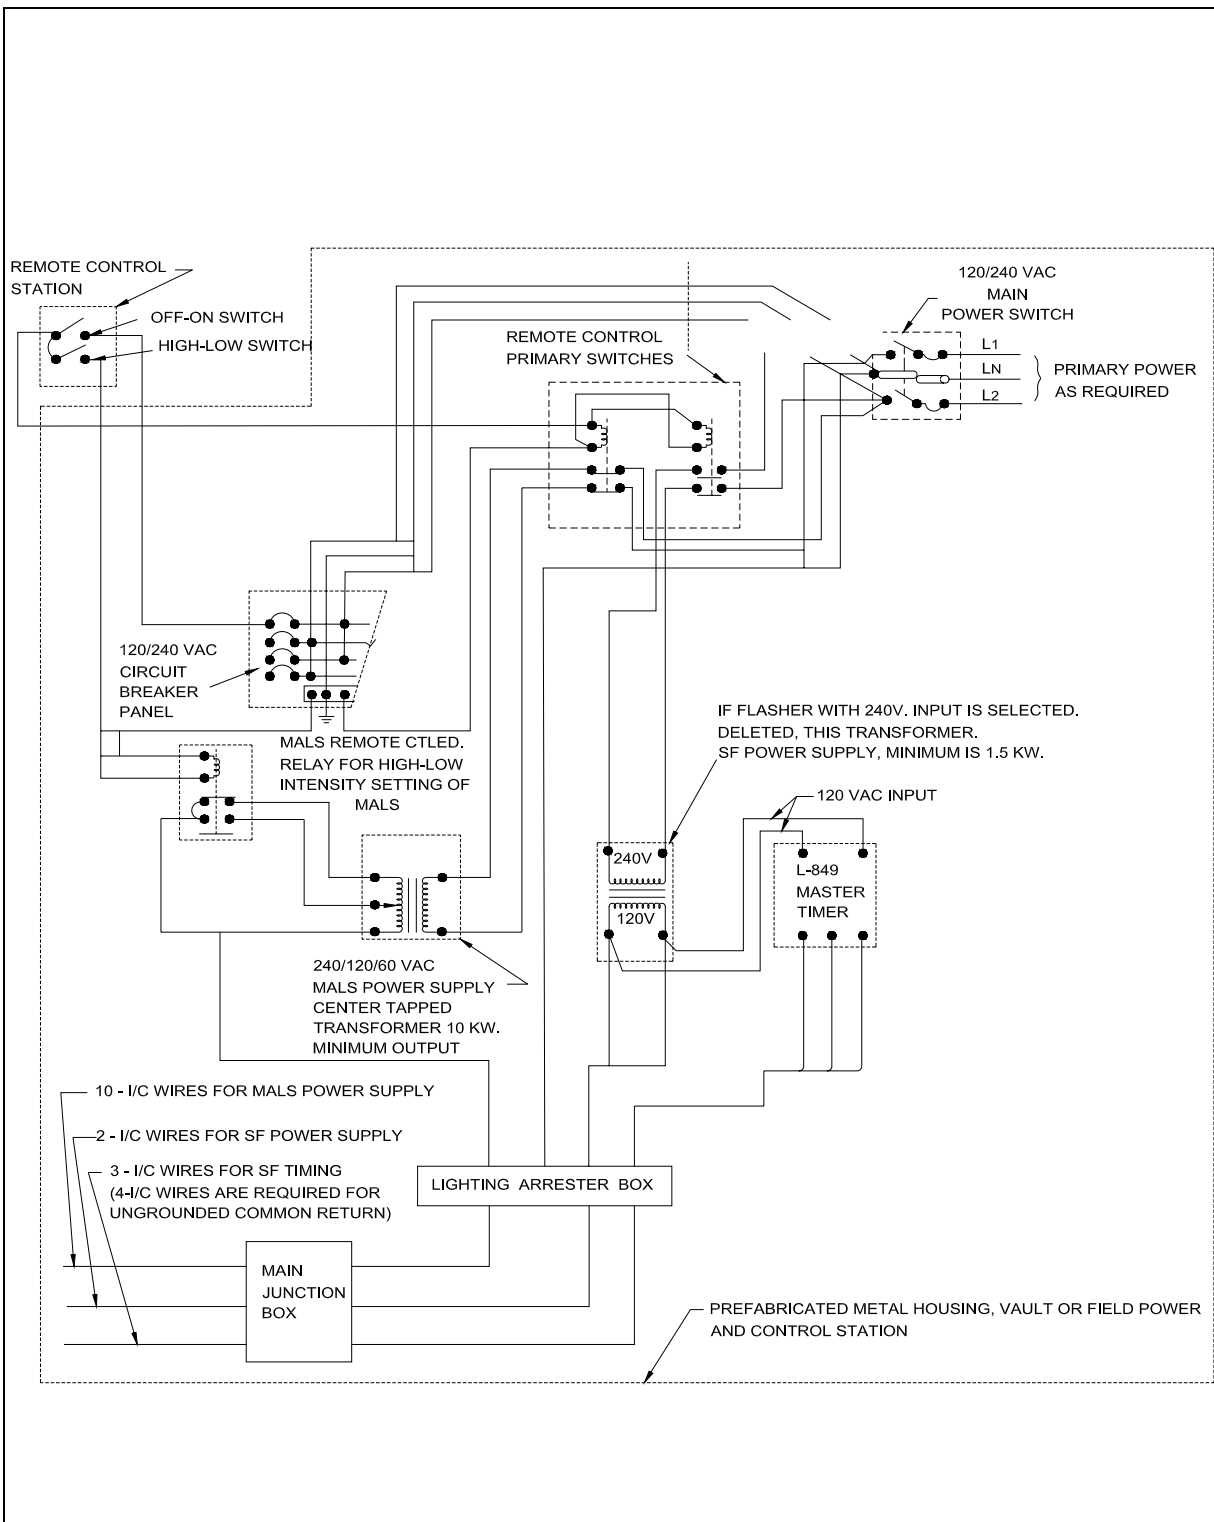 REMOTE CONTROL
STATION
OFF-ON SWITCH
HIGH-LOW SWITCH
REMOTE CONTROL
PRIMARY SWITCHES
120/240 VAC
MAIN
POWER SWITCH
L1
LN
L2
PRIMARY POWER
AS REQUIRED
120/240 VAC
CIRCUIT
BREAKER
PANEL
MALS REMOTE CTLED.
RELAY FOR HIGH-LOW
INTENSITY SETTING OF
MALS
IF FLASHER WITH 240V. INPUT IS SELECTED.
DELETED, THIS TRANSFORMER.
SF POWER SUPPLY, MINIMUM IS 1.5 KW.
120 VAC INPUT
240V
120V
L-849
MASTER
TIMER
240/120/60 VAC
MALS POWER SUPPLY
CENTER TAPPED
TRANSFORMER 10 KW.
MINIMUM OUTPUT
10 - I/C WIRES FOR MALS POWER SUPPLY
2 - I/C WIRES FOR SF POWER SUPPLY
3 - I/C WIRES FOR SF TIMING
(4-I/C WIRES ARE REQUIRED FOR
UNGROUNDED COMMON RETURN)
LIGHTING ARRESTER BOX
MAIN
JUNCTION
BOX
PREFABRICATED METAL HOUSING, VAULT OR FIELD POWER
AND CONTROL STATION